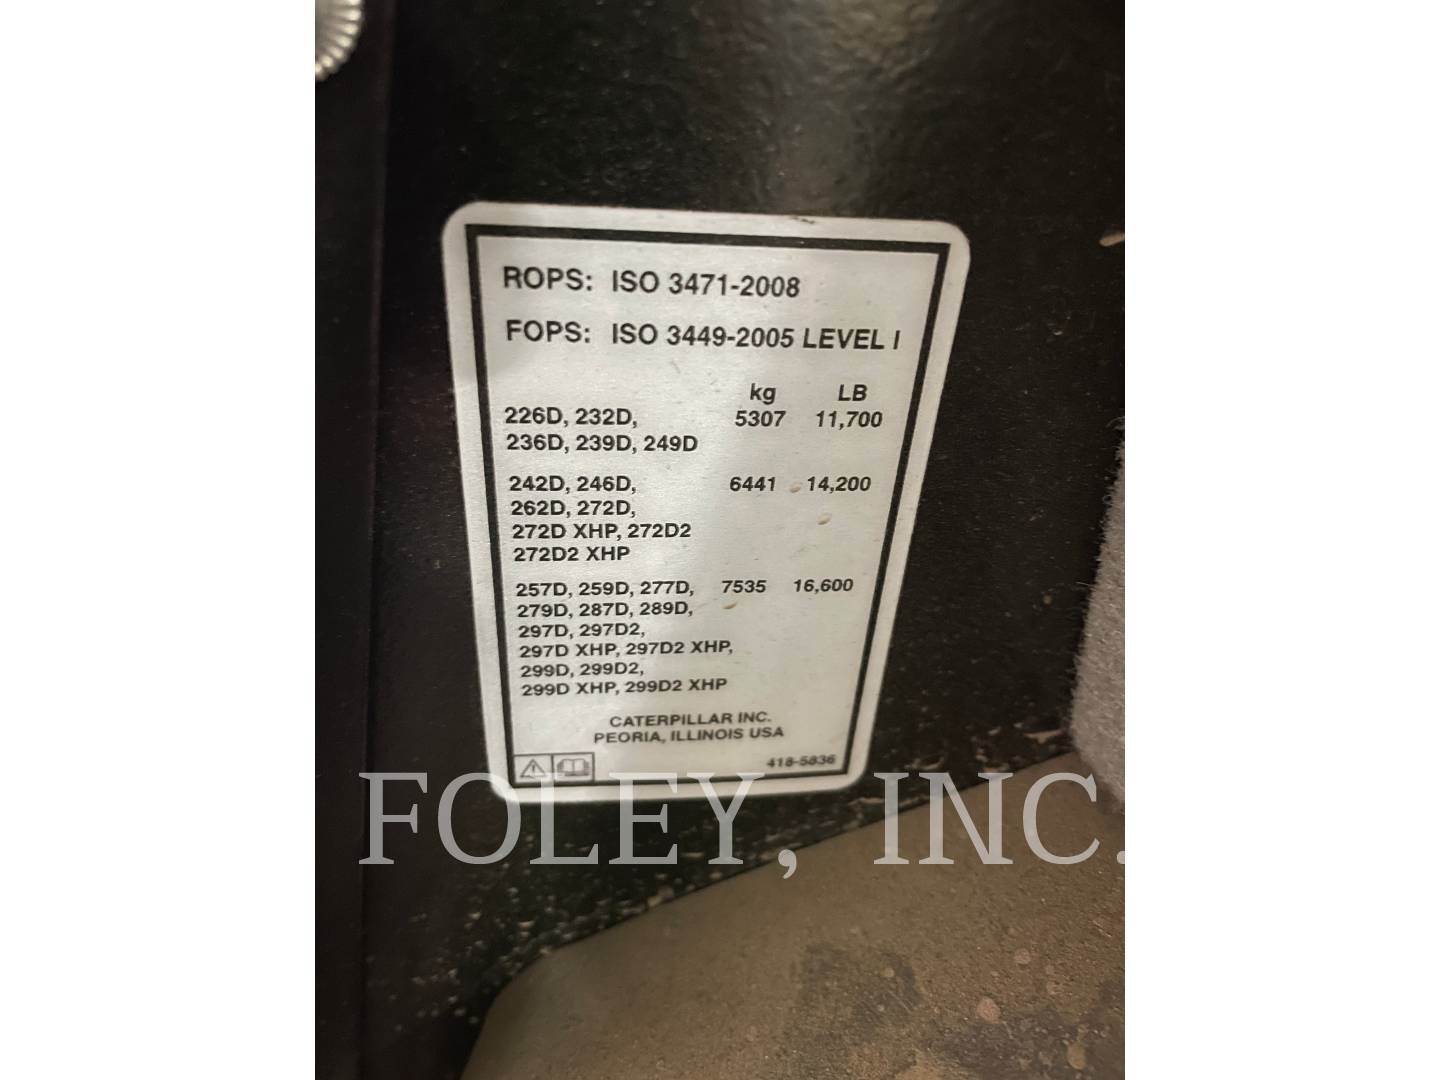 ROPS: ISO 3471-2008
FOPS: ISO 3449-2005 LEVEL I
kg LB
226D, 232D, 5307 11,700
236D, 239D, 249D
242D, 246D, 6441 14,200
262D, 272D,
272D XHP, 272D2
272D2 XHP
257D, 259D, 277D, 7535 16,600
279D, 287D, 289D,
297D, 297D2,
297D XHP, 297D2 XHP,
299D, 299D2,
299D XHP, 299D2 XHP
CATERPILLAR INC.
PEORIA, ILLINOIS USA
418-5836
FOLEY, INC.